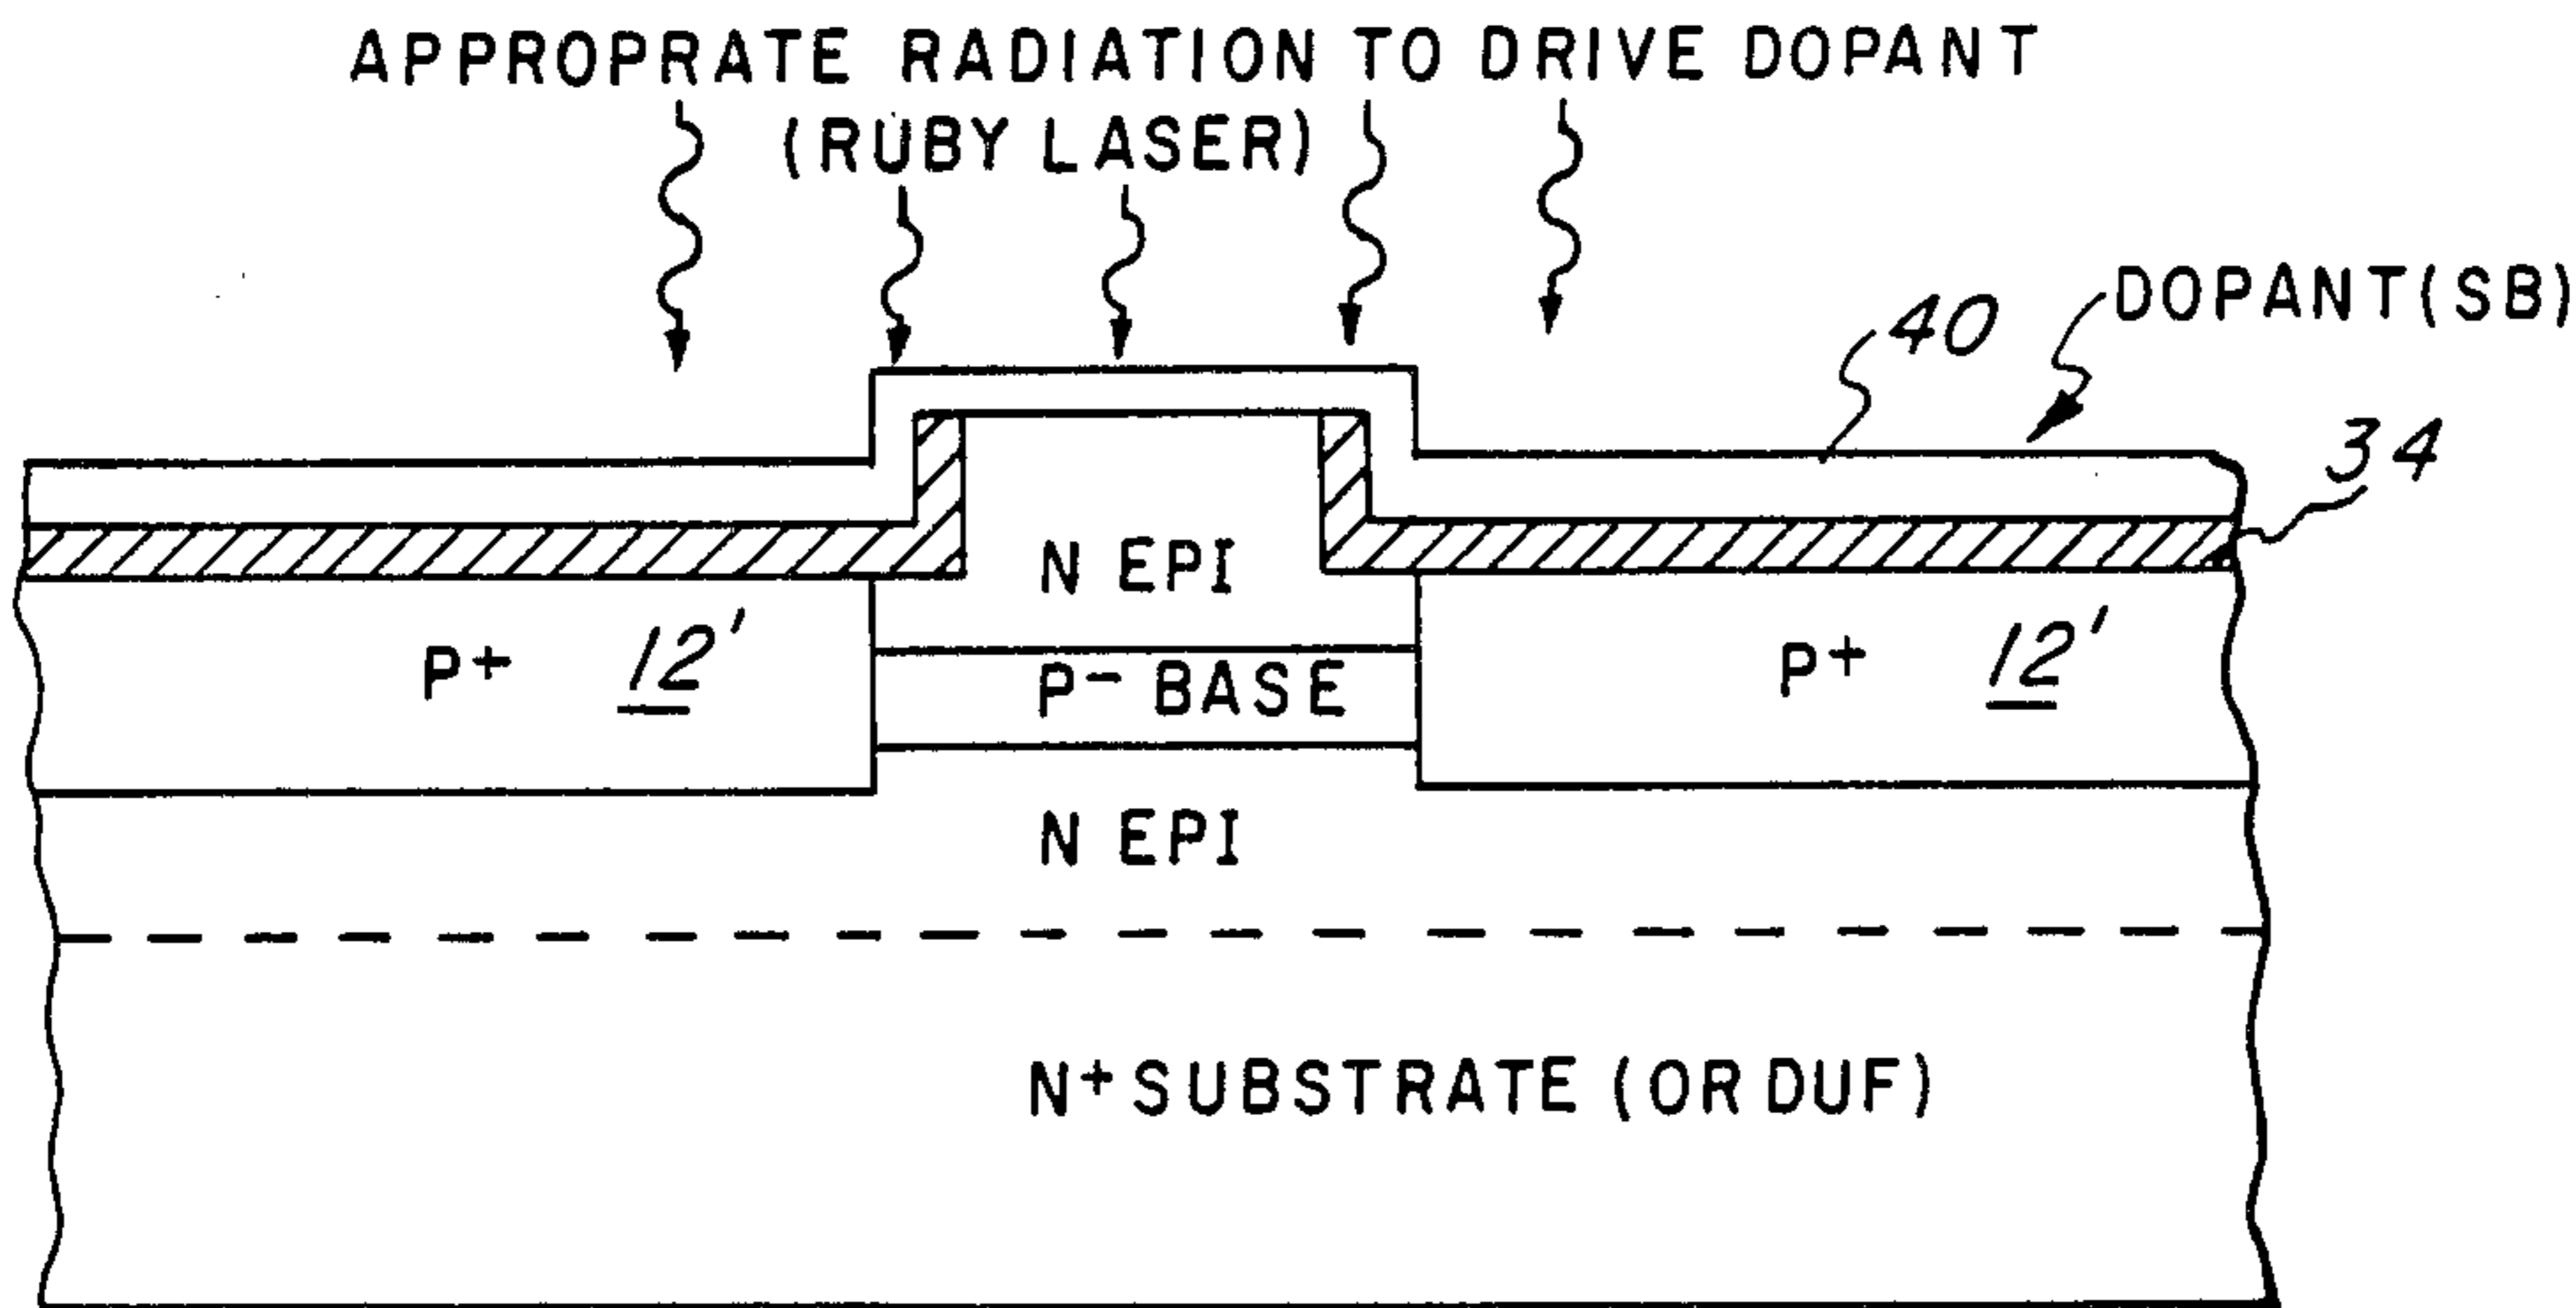 APPROPRATE RADIATION TO DRIVE DOPANT
(RUBY LASER)
DOPANT(SB)
40
34
N EPI
P+ 12'
P+ 12'
P- BASE
N EPI
N+ SUBSTRATE (OR DUF)